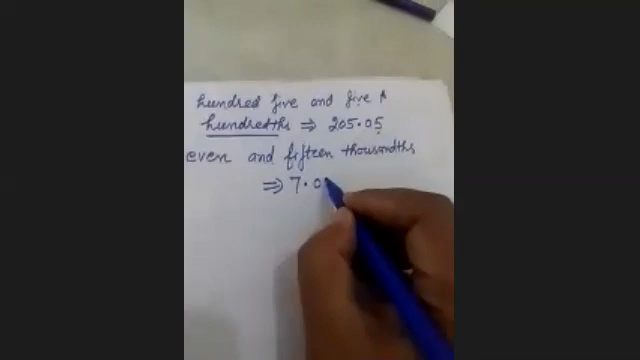 hundred five and five
hundredths ⇒ 205.05
even and fifteen thousandths
⇒ 7.0